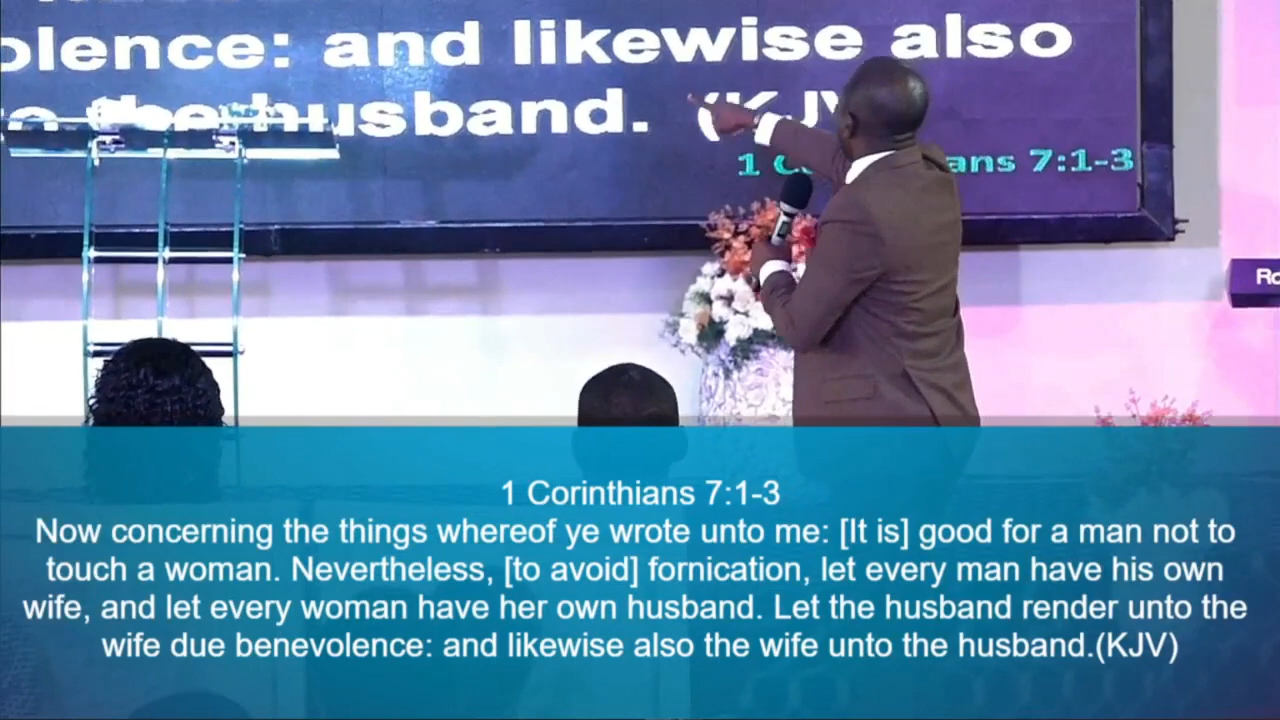 olence: and likewise also
husband. (KJV
1 Co ans 7:1-3
Ro
1 Corinthians 7:1-3
Now concerning the things whereof ye wrote unto me: [It is] good for a man not to
touch a woman. Nevertheless, [to avoid] fornication, let every man have his own
wife, and let every woman have her own husband. Let the husband render unto the
wife due benevolence: and likewise also the wife unto the husband.(KJV)